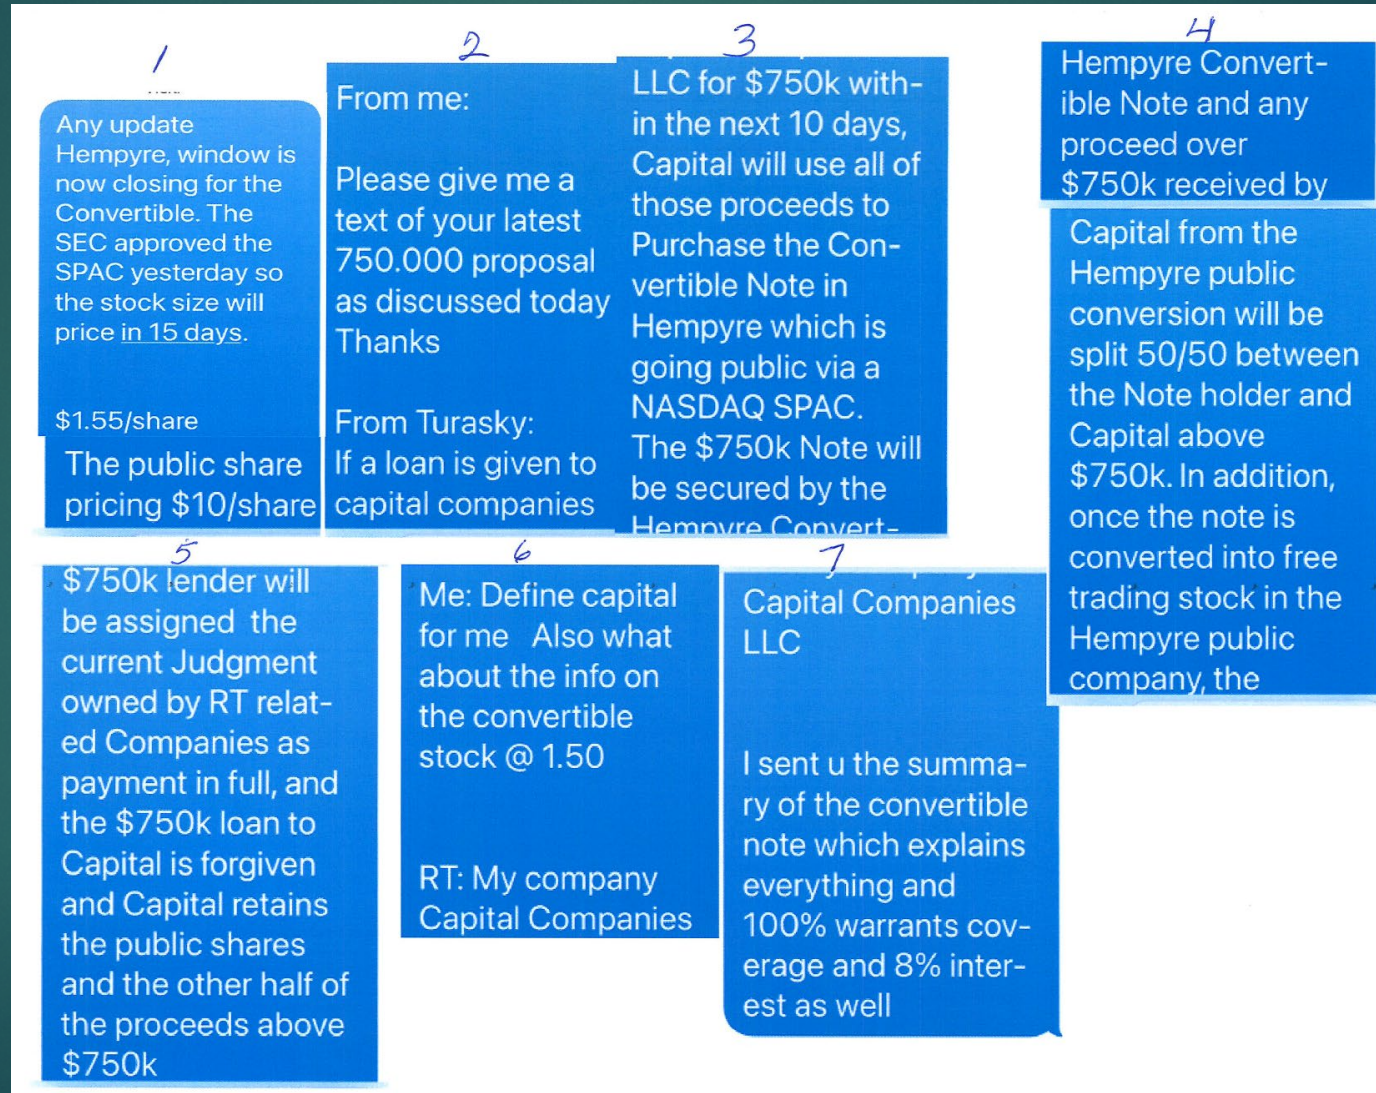 1
Any update
Hempyre, window is
now closing for the
Convertible. The
SEC approved the
SPAC yesterday so
the stock size will
price in 15 days.
$1.55/share
The public share
pricing $10/share
2
From me:
Please give me a
text of your latest
750.000 proposal
as discussed today
Thanks
From Turasky:
If a loan is given to
capital companies
3
LLC for $750k with-
in the next 10 days,
Capital will use all of
those proceeds to
Purchase the Con-
vertible Note in
Hempyre which is
going public via a
NASDAQ SPAC.
The $750k Note will
be secured by the
Hempyre Convert-
4
Hempyre Convert-
ible Note and any
proceed over
$750k received by
Capital from the
Hempyre public
conversion will be
split 50/50 between
the Note holder and
Capital above
$750k. In addition,
once the note is
converted into free
trading stock in the
Hempyre public
company, the
5
$750k lender will
be assigned the
current Judgment
owned by RT relat-
ed Companies as
payment in full, and
the $750k loan to
Capital is forgiven
and Capital retains
the public shares
and the other half of
the proceeds above
$750k
6
Me: Define capital
for me Also what
about the info on
the convertible
stock @ 1.50
RT: My company
Capital Companies
7
Capital Companies
LLC
I sent u the summa-
ry of the convertible
note which explains
everything and
100% warrants cov-
erage and 8% inter-
est as well